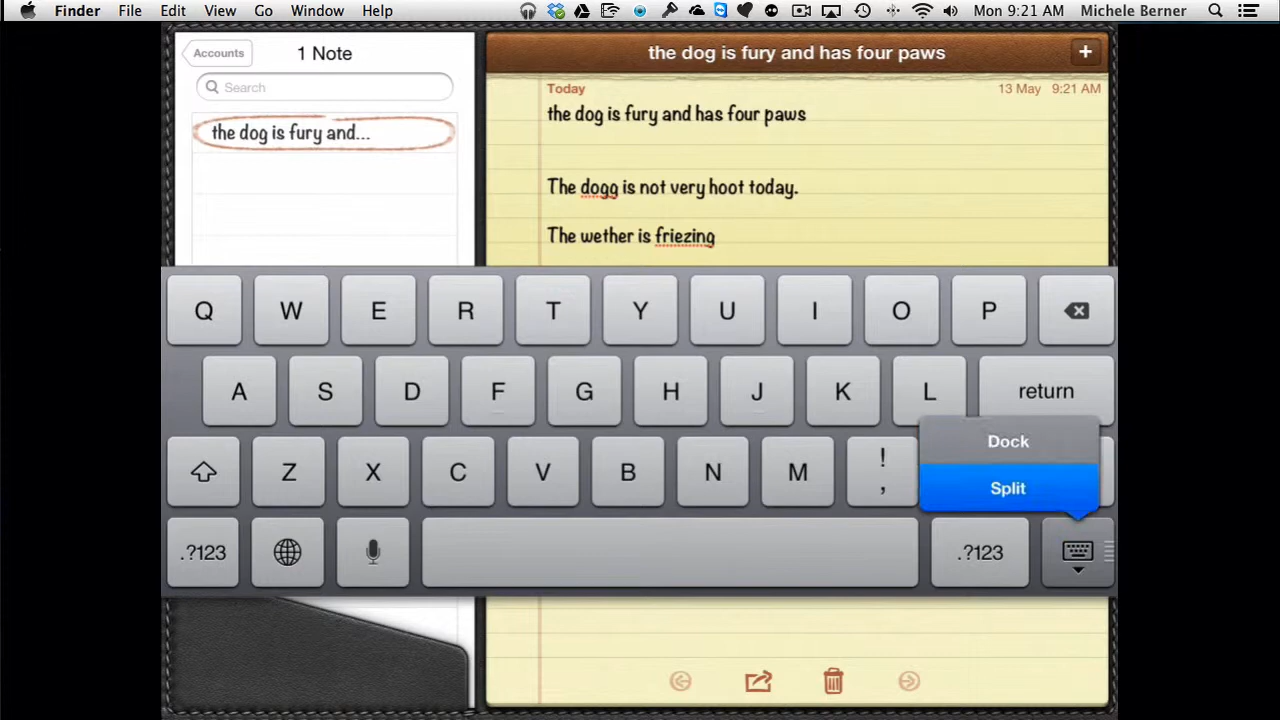 Finder File Edit View Go Window Help Mon 9:21 AM Michele Berner
Accounts 1 Note
Search
the dog is fury and...
the dog is fury and has four paws +
Today 13 May 9:21 AM
the dog is fury and has four paws
The dogg is not very hoot today.
The wether is friezing
Q W E R T Y U I O P
A S D F G H J K L return
Dock
Z X C V B N M ! ,
Split
.?123 .?123